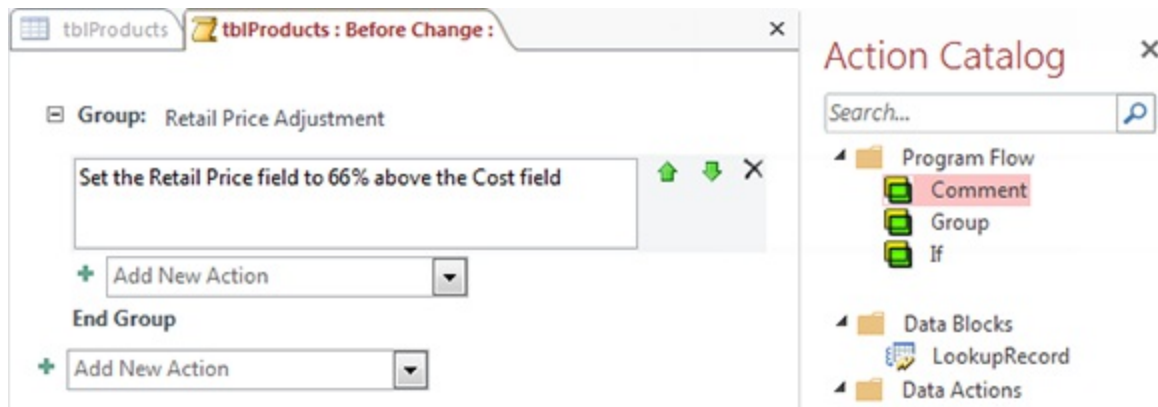 tblProducts
tblProducts : Before Change :
Group: Retail Price Adjustment
Set the Retail Price field to 66% above the Cost field
Add New Action
End Group
Add New Action
Action Catalog
Search...
Program Flow
Comment
Group
If
Data Blocks
LookupRecord
Data Actions